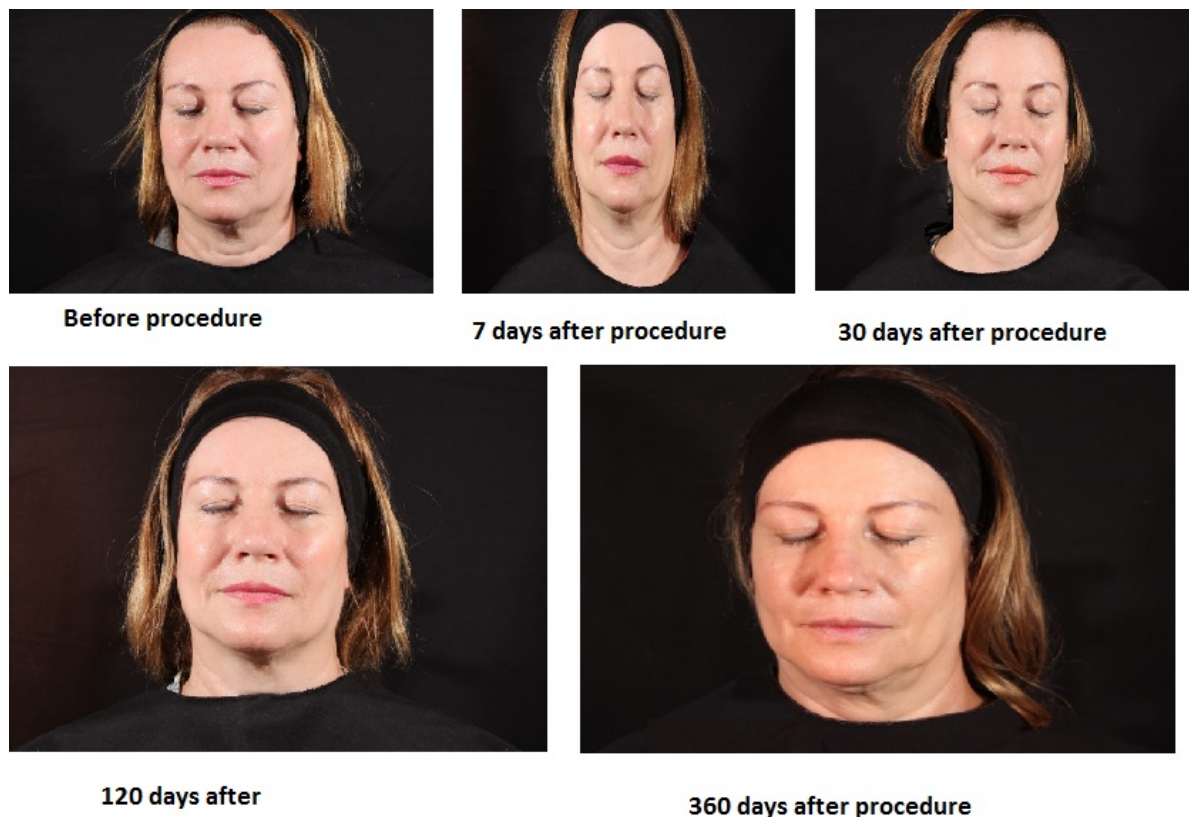 Before procedure
7 days after procedure
30 days after procedure
120 days after
360 days after procedure